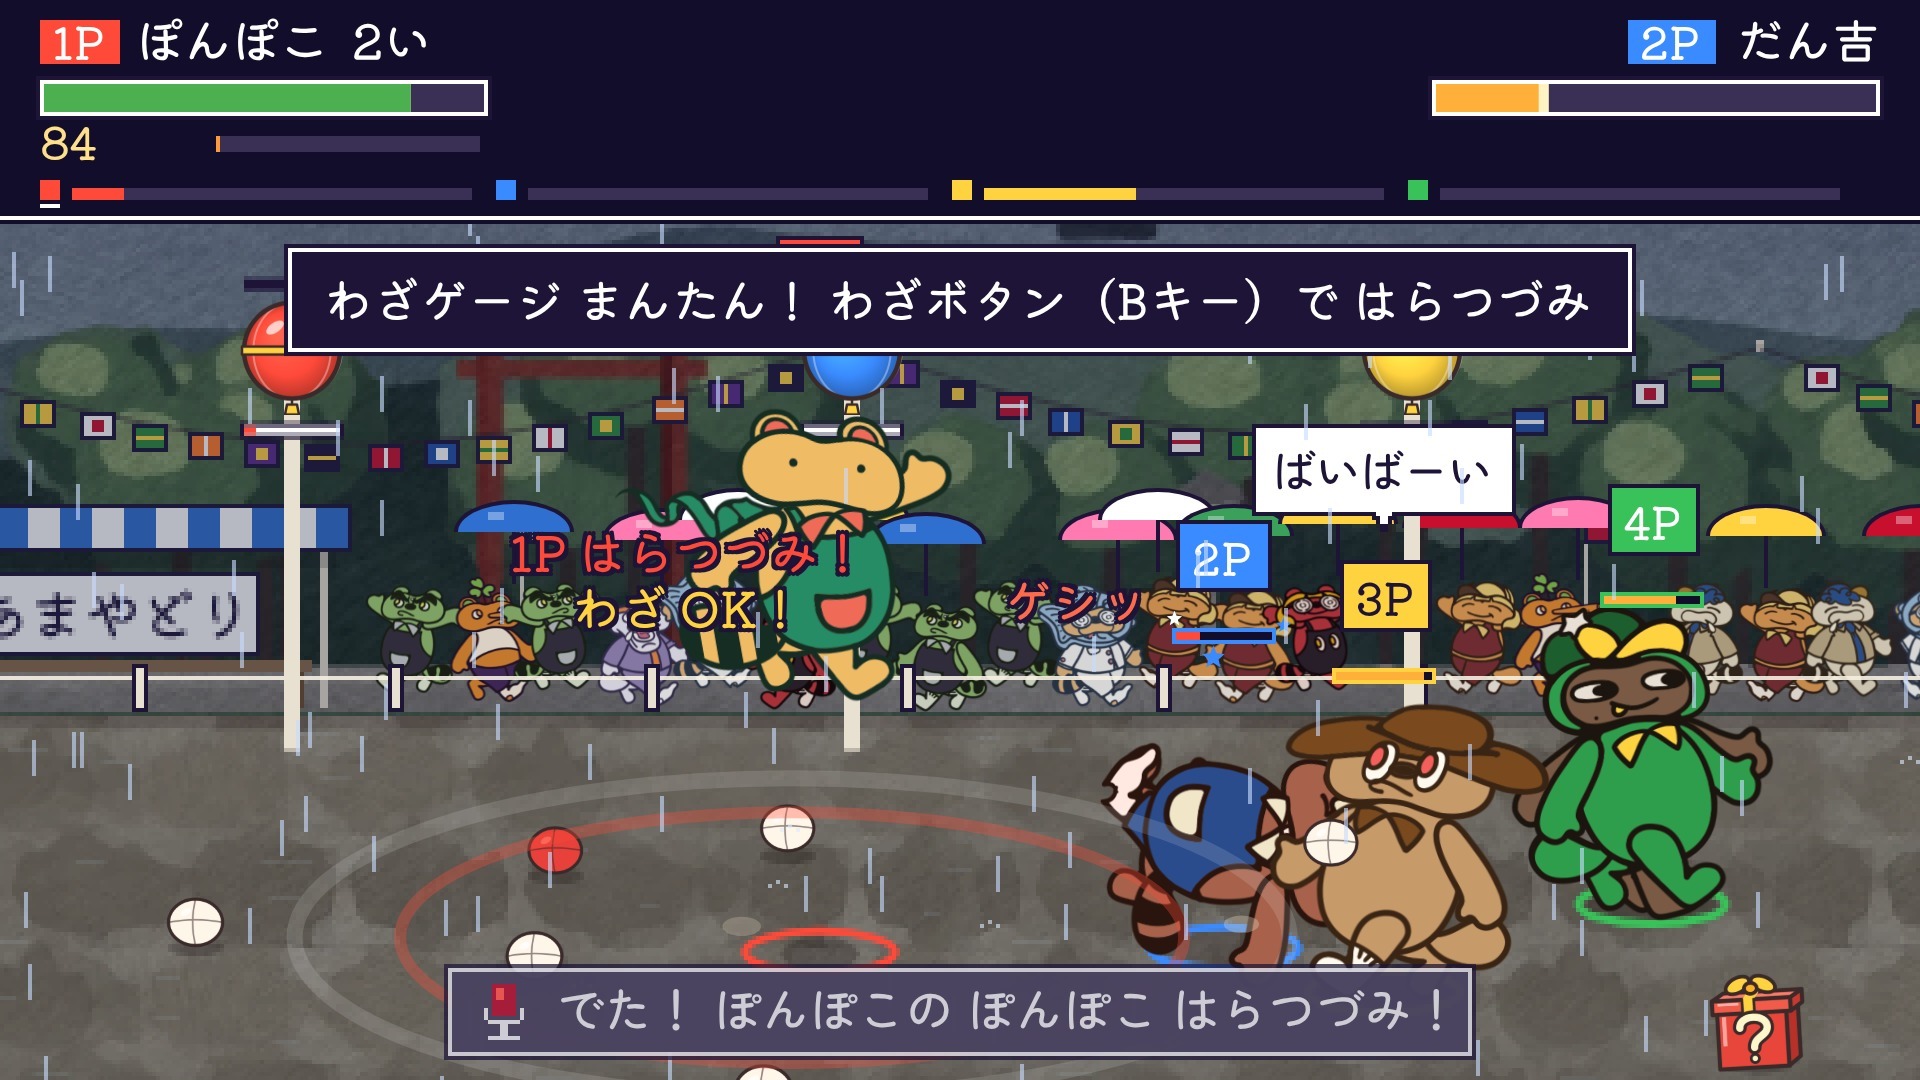 1P ぽんぽこ 2い
2P だん吉
84
わざゲージ まんたん！ わざボタン（Bキー）で はらつづみ
ばいばーい
4P
1P はらつづみ！
2P
わざ OK！
ゲシッ
3P
あまやどり
でた！ ぽんぽこの ぽんぽこ はらつづみ！
?